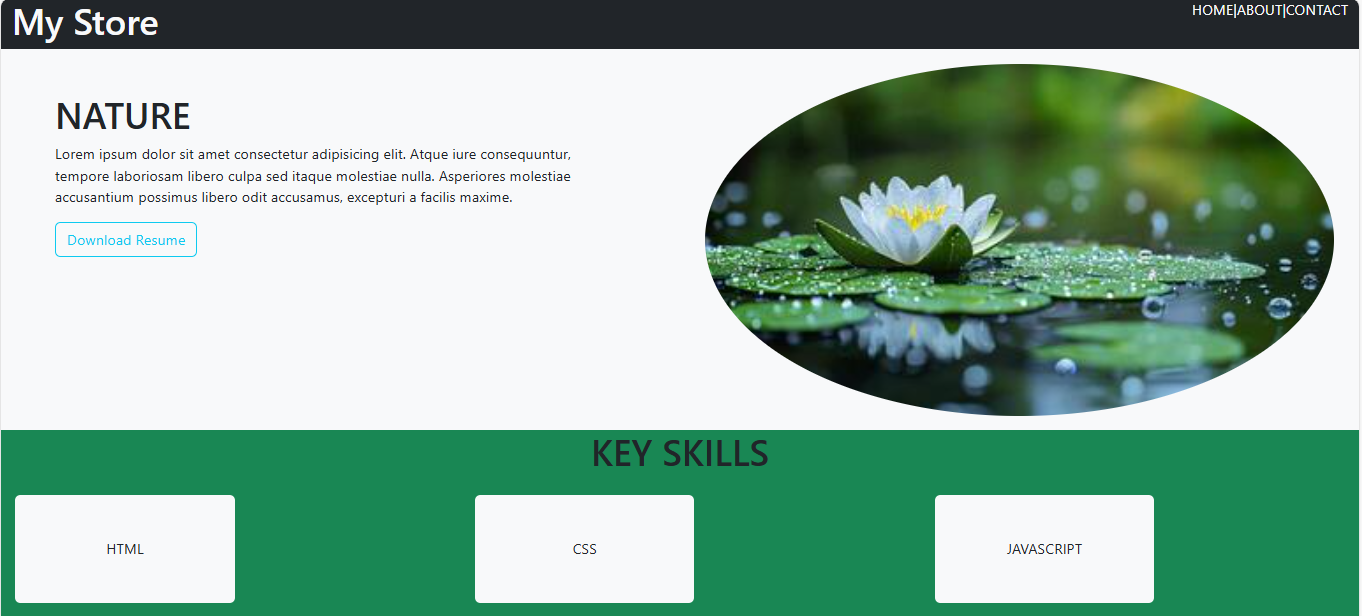 My Store
HOME|ABOUT|CONTACT
NATURE
Lorem ipsum dolor sit amet consectetur adipisicing elit. Atque iure consequuntur,
tempore laboriosam libero culpa sed itaque molestiae nulla. Asperiores molestiae
accusantium possimus libero odit accusamus, excepturi a facilis maxime.
Download Resume
KEY SKILLS
HTML
CSS
JAVASCRIPT